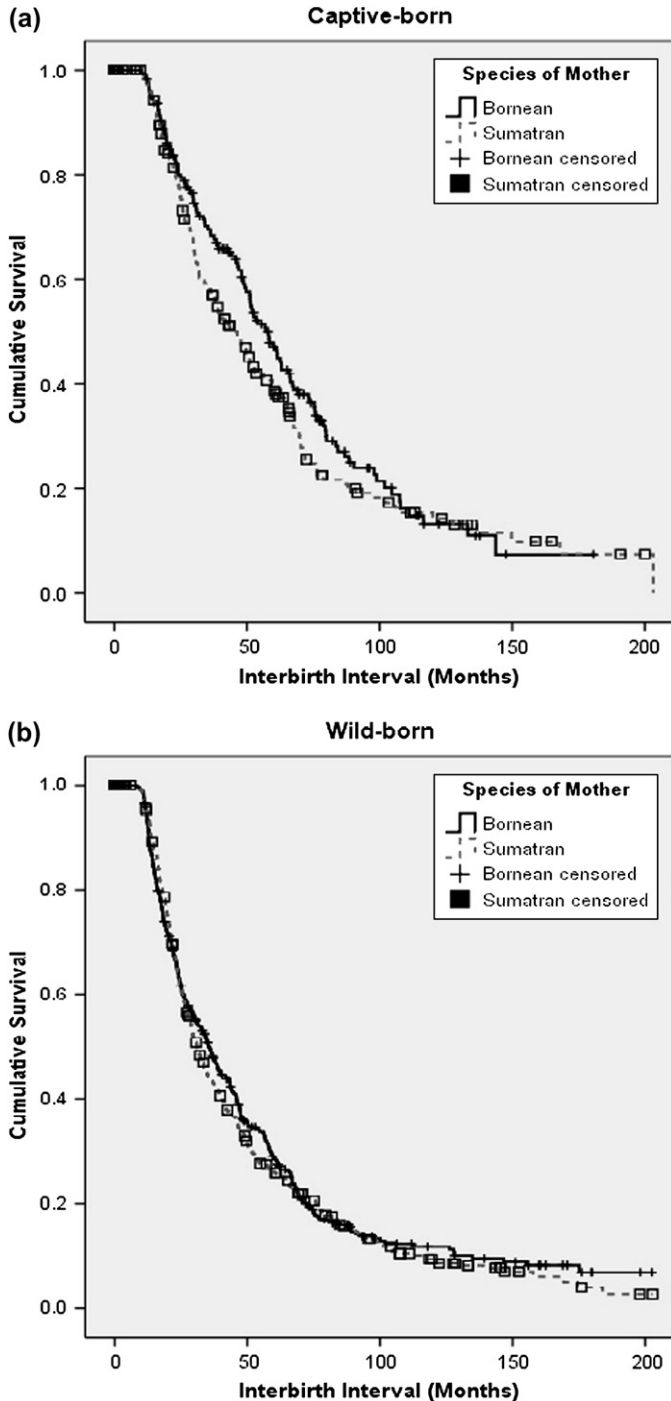 (a)
Captive-born
Species of Mother
Bornean
Sumatran
Bornean censored
Sumatran censored
1.0
0.8
0.6
0.4
0.2
0.0
Cumulative Survival
0 50 100 150 200
Interbirth Interval (Months)
(b)
Wild-born
Species of Mother
Bornean
Sumatran
Bornean censored
Sumatran censored
1.0
0.8
0.6
0.4
0.2
0.0
Cumulative Survival
0 50 100 150 200
Interbirth Interval (Months)